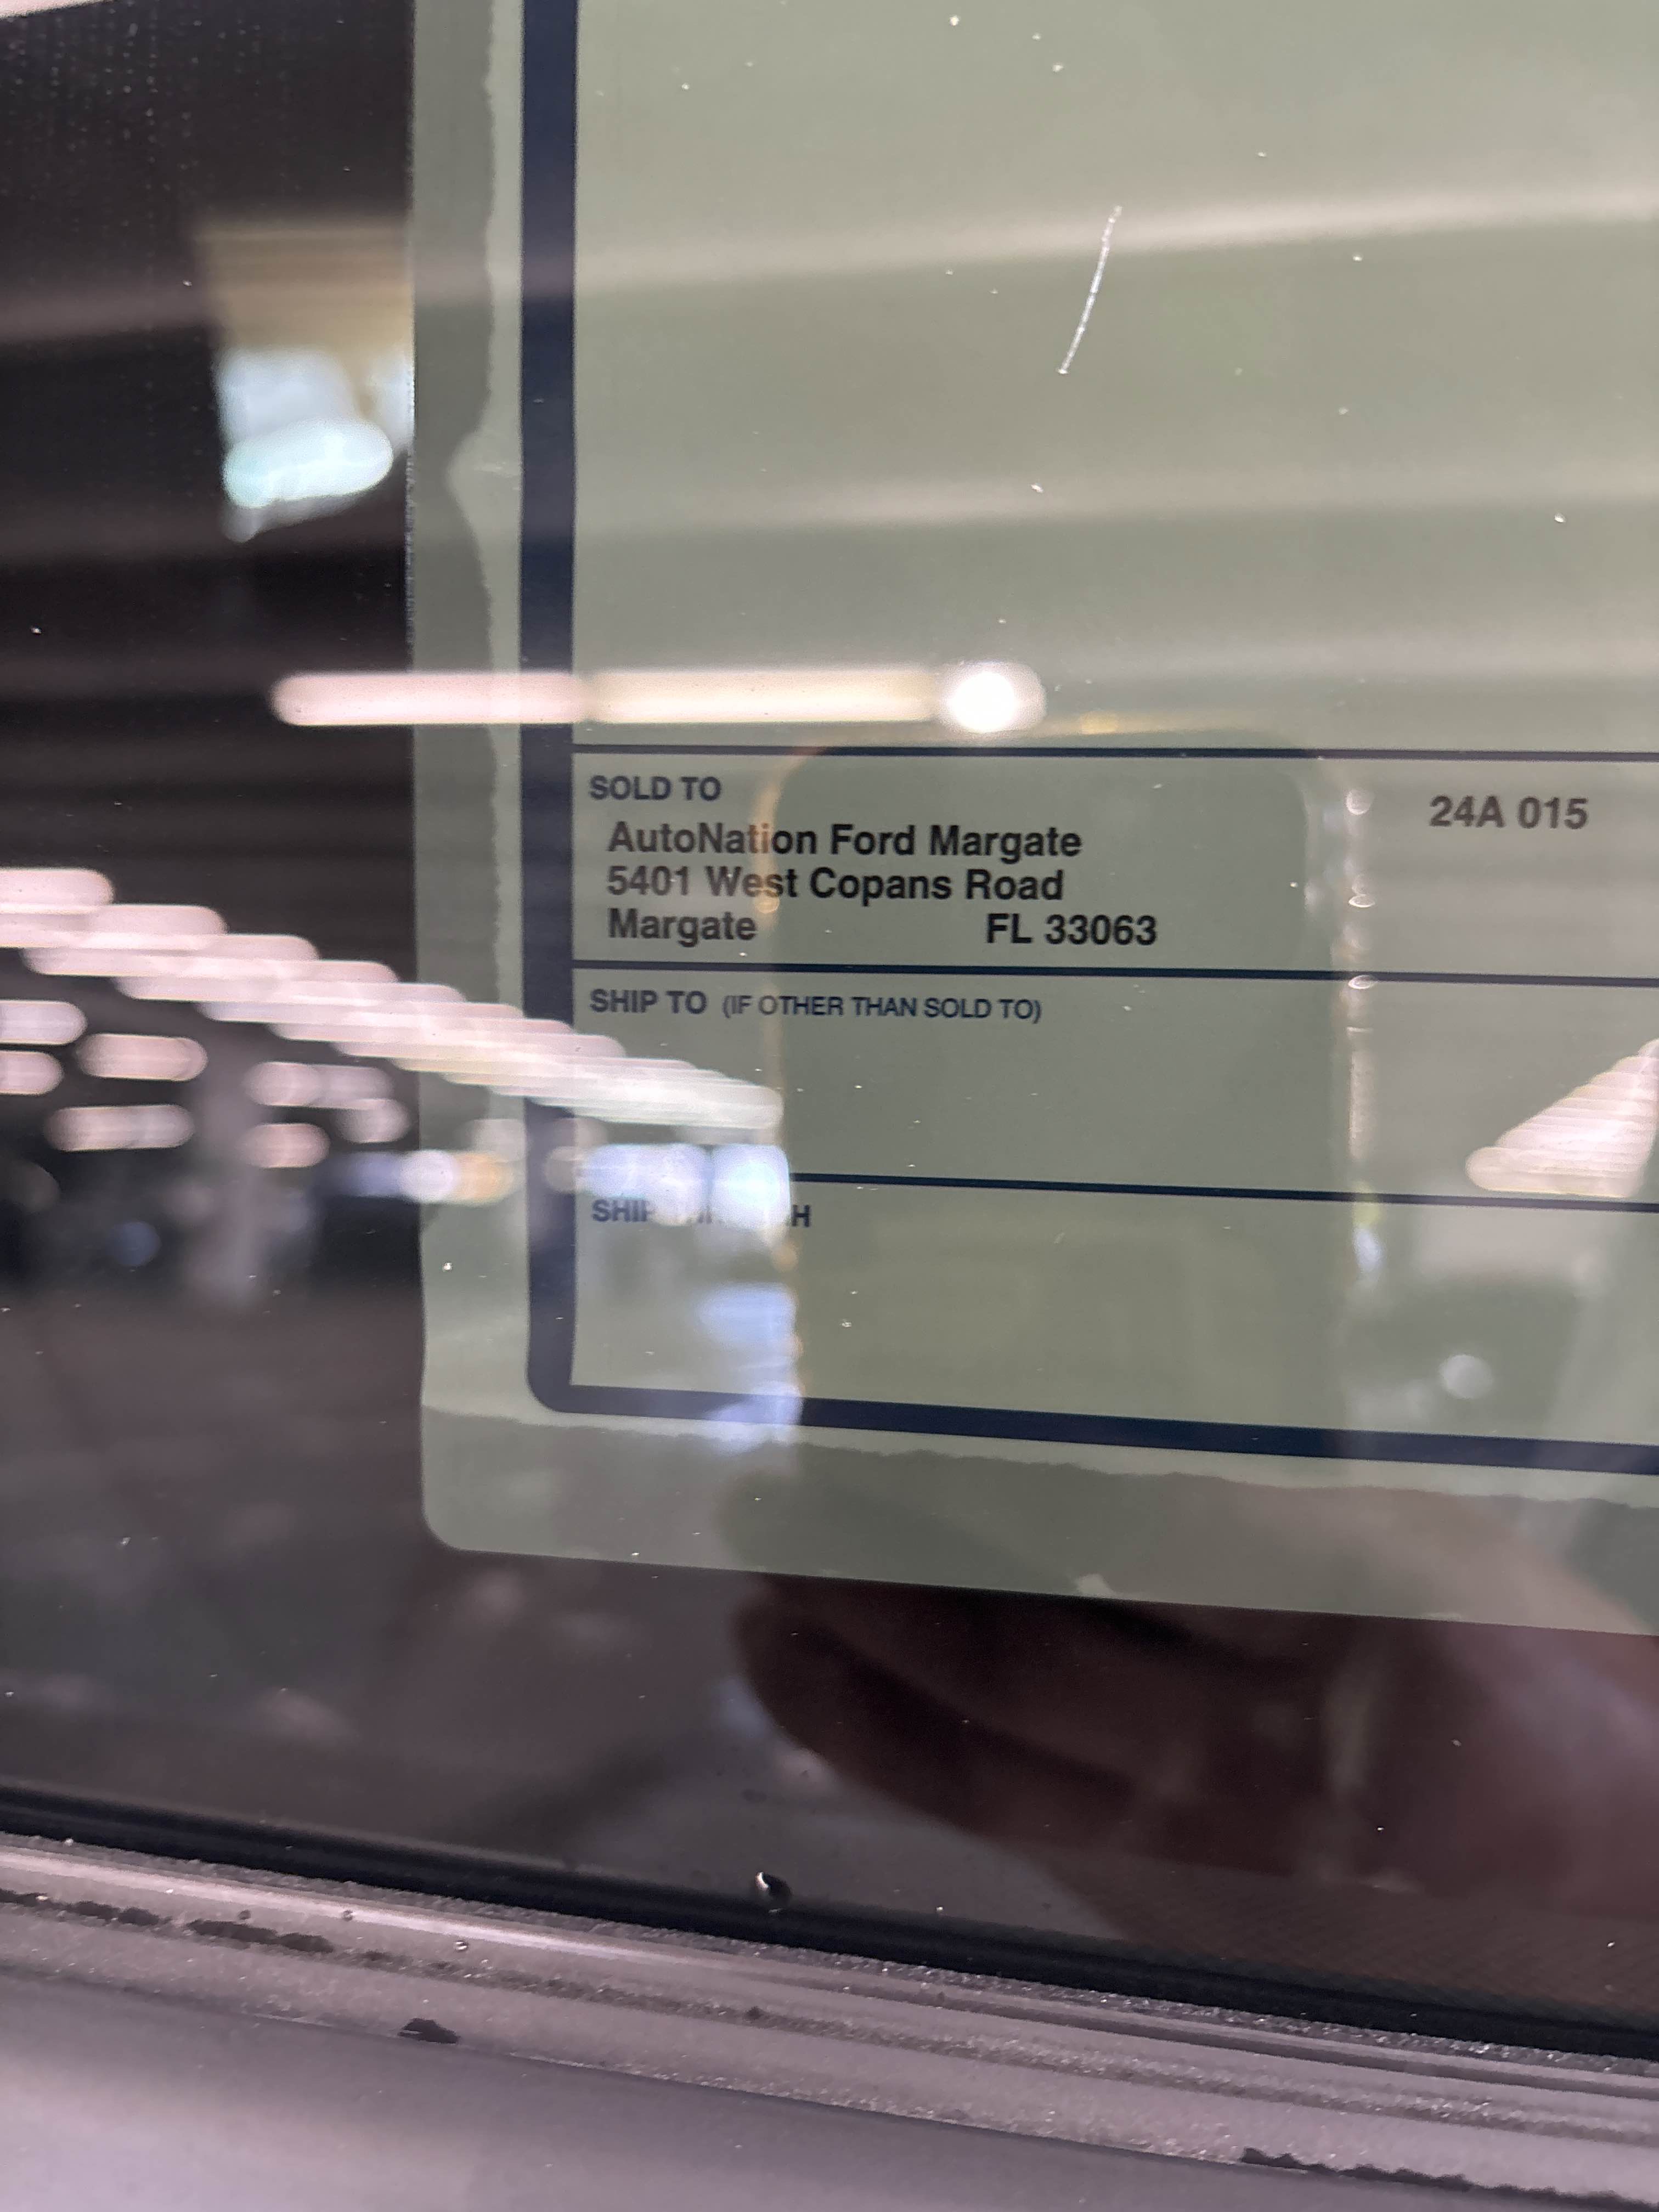 SOLD TO
24A 015
AutoNation Ford Margate
5401 West Copans Road
Margate FL 33063
SHIP TO (IF OTHER THAN SOLD TO)
SHIP